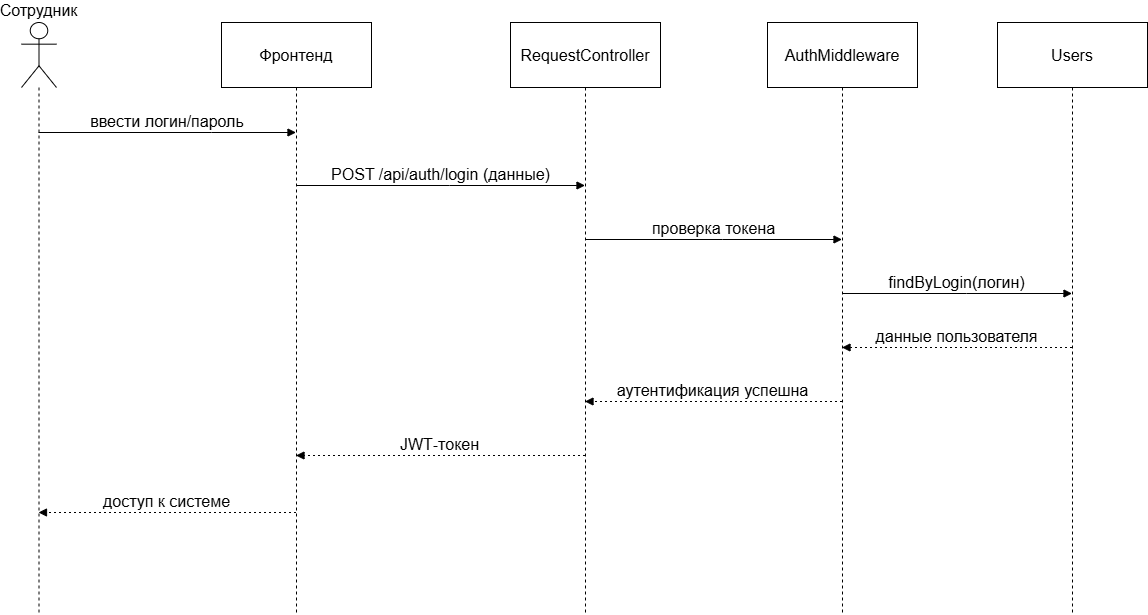 Сотрудник
Фронтенд
RequestController
AuthMiddleware
Users
ввести логин/пароль
POST /api/auth/login (данные)
проверка токена
findByLogin(логин)
данные пользователя
аутентификация успешна
JWT-токен
доступ к системе